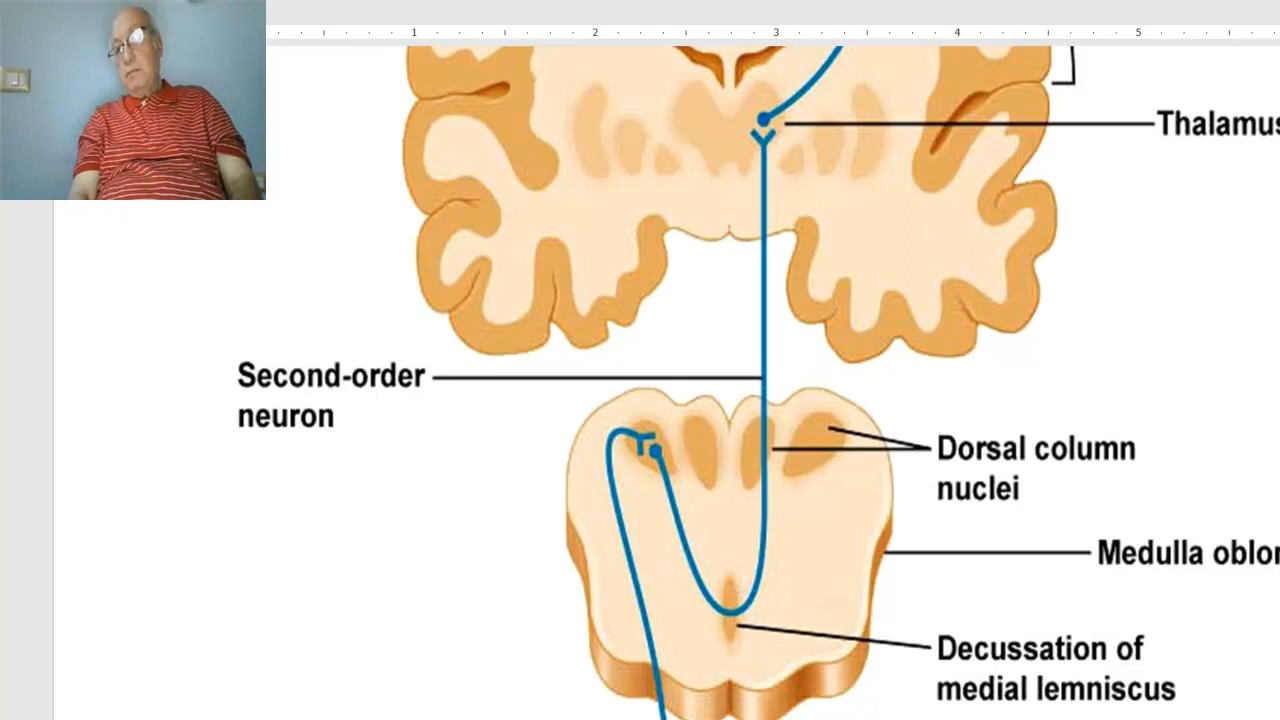 1 2 3 4 5
Thalamus
Second-order
neuron
Dorsal column
nuclei
Medulla oblon
Decussation of
medial lemniscus